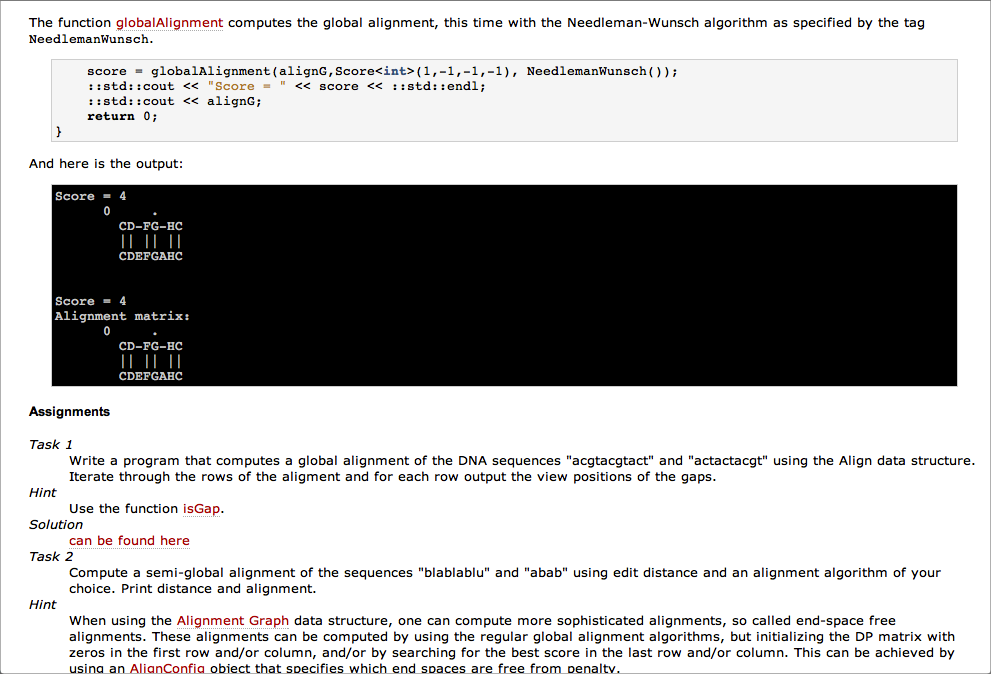 The function globalAlignment computes the global alignment, this time with the Needleman-Wunsch algorithm as specified by the tag
NeedlemanWunsch.
score = globalAlignment(alignG,Score<int>(1,-1,-1,-1), NeedlemanWunsch());
::std::cout << "Score = " << score << ::std::endl;
::std::cout << alignG;
return 0;
}
And here is the output:
Score = 4
0     .
CD-FG-HC
|| || ||
CDEFGAHC
Score = 4
Alignment matrix:
0     .
CD-FG-HC
|| || ||
CDEFGAHC
Assignments
Task 1
Write a program that computes a global alignment of the DNA sequences "acgtacgtact" and "actactacgt" using the Align data structure.
Iterate through the rows of the aligment and for each row output the view positions of the gaps.
Hint
Use the function isGap.
Solution
can be found here
Task 2
Compute a semi-global alignment of the sequences "blablablu" and "abab" using edit distance and an alignment algorithm of your
choice. Print distance and alignment.
Hint
When using the Alignment Graph data structure, one can compute more sophisticated alignments, so called end-space free
alignments. These alignments can be computed by using the regular global alignment algorithms, but initializing the DP matrix with
zeros in the first row and/or column, and/or by searching for the best score in the last row and/or column. This can be achieved by
using an AlignConfig object that specifies which end spaces are free from penalty.